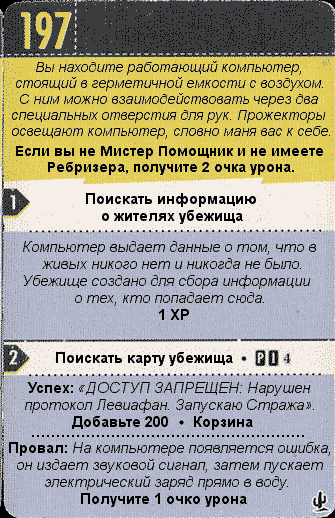 197
Вы находите работающий компьютер,
стоящий в герметичной емкости с воздухом.
С ним можно взаимодействовать через два
специальных отверстия для рук. Прожекторы
освещают компьютер, словно маня вас к себе.
Если вы не Мистер Помощник и не имеете
Ребризера, получите 2 очка урона.
1 Поискать информацию
о жителях убежища
Компьютер выдает данные о том, что в
живых никого нет и никогда не было.
Убежище создано для сбора информации
о тех, кто попадает сюда.
1 XP
2 Поискать карту убежища • P I 4
Успех: «ДОСТУП ЗАПРЕЩЕН: Нарушен
протокол Левиафан. Запускаю Стража».
Добавьте 200 • Корзина
Провал: На компьютере появляется ошибка,
он издает звуковой сигнал, затем пускает
электрический заряд прямо в воду.
Получите 1 очко урона